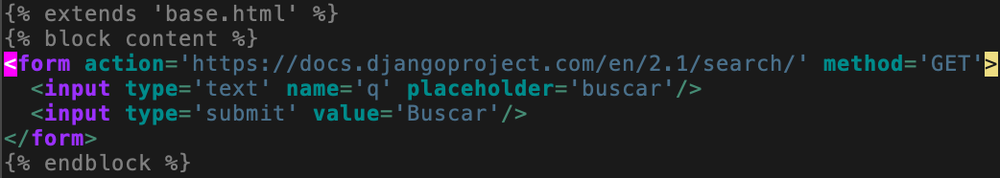 {% extends 'base.html' %}
{% block content %}
<form action='https://docs.djangoproject.com/en/2.1/search/' method='GET'>
  <input type='text' name='q' placeholder='buscar'/>
  <input type='submit' value='Buscar'/>
</form>
{% endblock %}